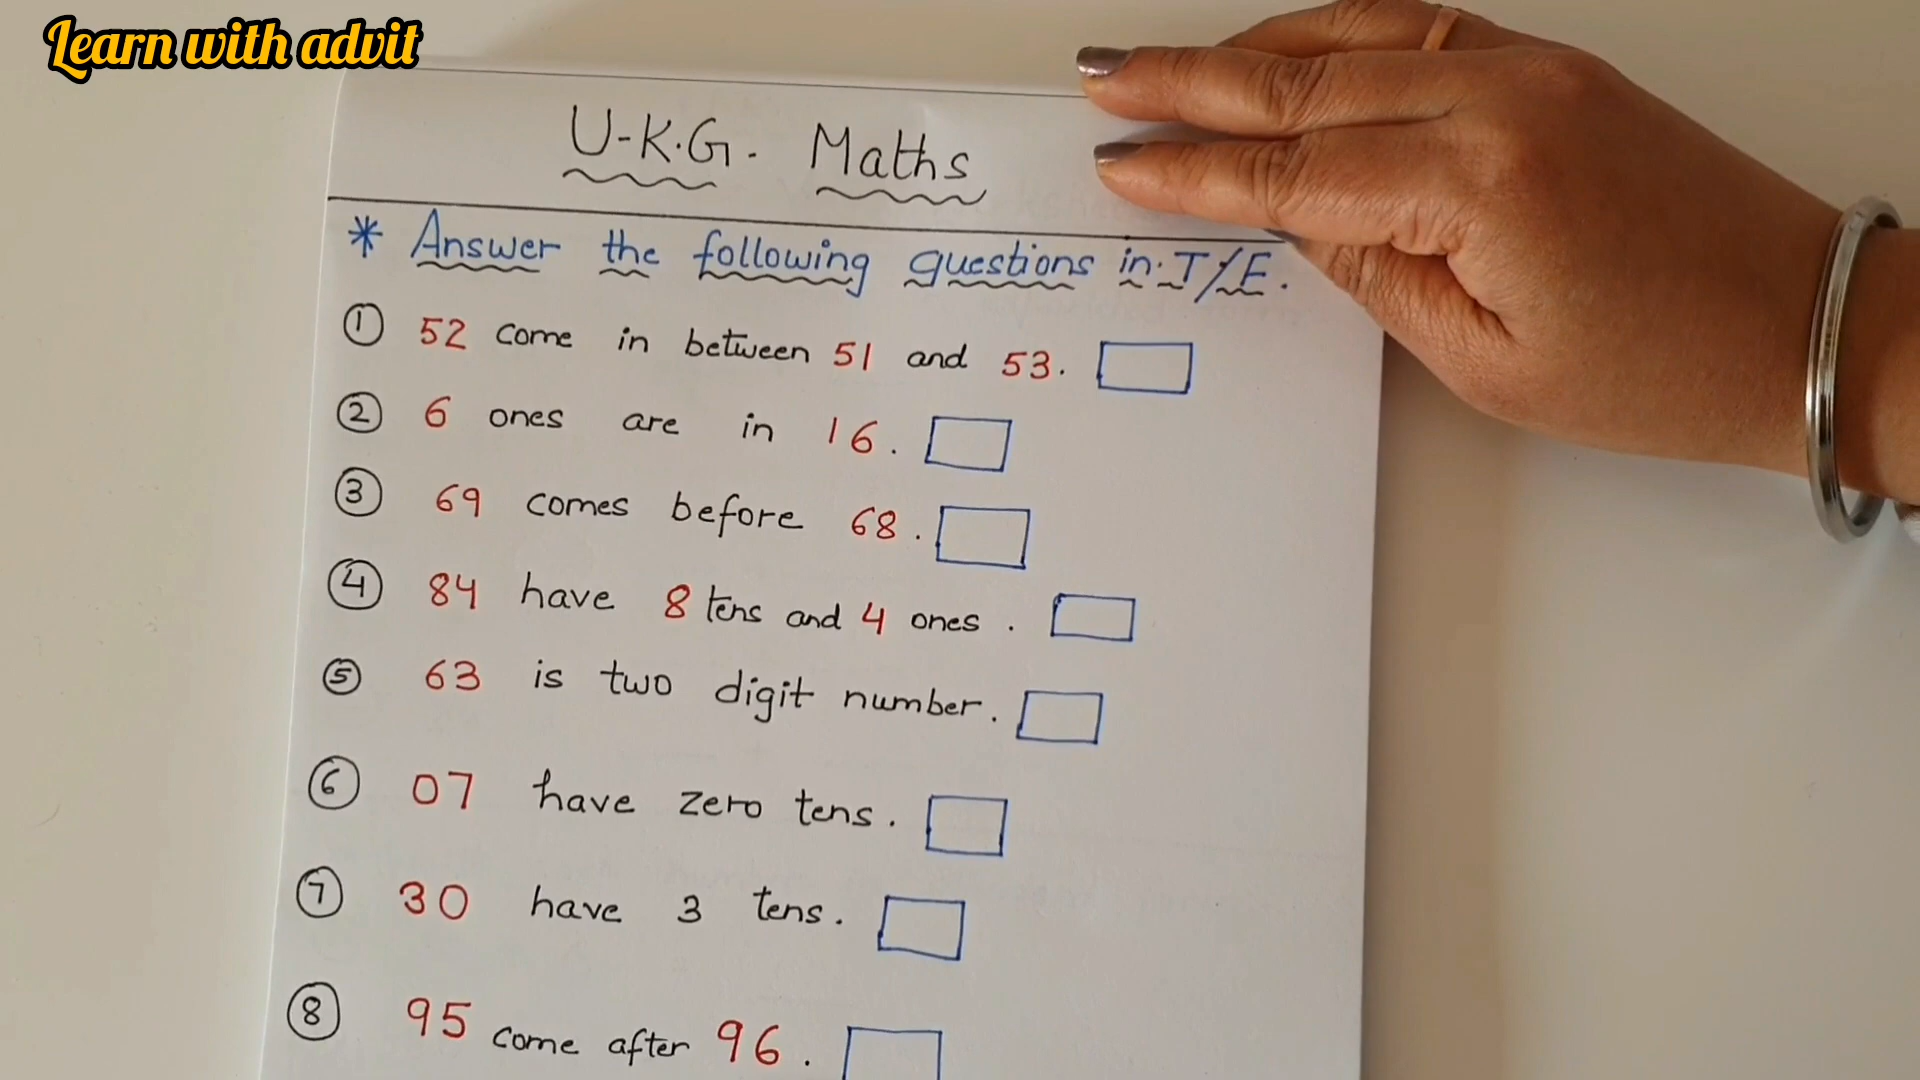 Learn with advit
U-K.G. Maths
* Answer the following questions in. T/F.
① 52 come in between 51 and 53.
② 6 ones are in 16.
③ 69 comes before 68.
④ 84 have 8 tens and 4 ones.
⑤ 63 is two digit number.
⑥ 07 have zero tens.
⑦ 30 have 3 tens.
⑧ 95 come after 96.